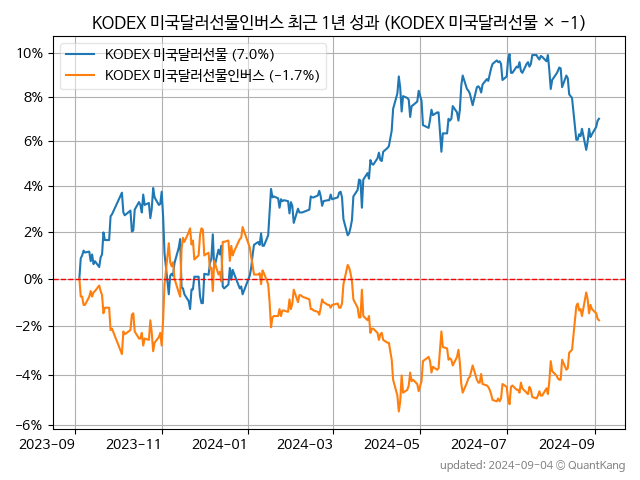 KODEX 미국달러선물인버스 최근 1년 성과 (KODEX 미국달러선물 × −1)
KODEX 미국달러선물 (7.0%)
KODEX 미국달러선물인버스 (−1.7%)
10%
8%
6%
4%
2%
0%
−2%
−4%
−6%
2023-09 2023-11 2024-01 2024-03 2024-05 2024-07 2024-09
updated: 2024-09-04 © QuantKang